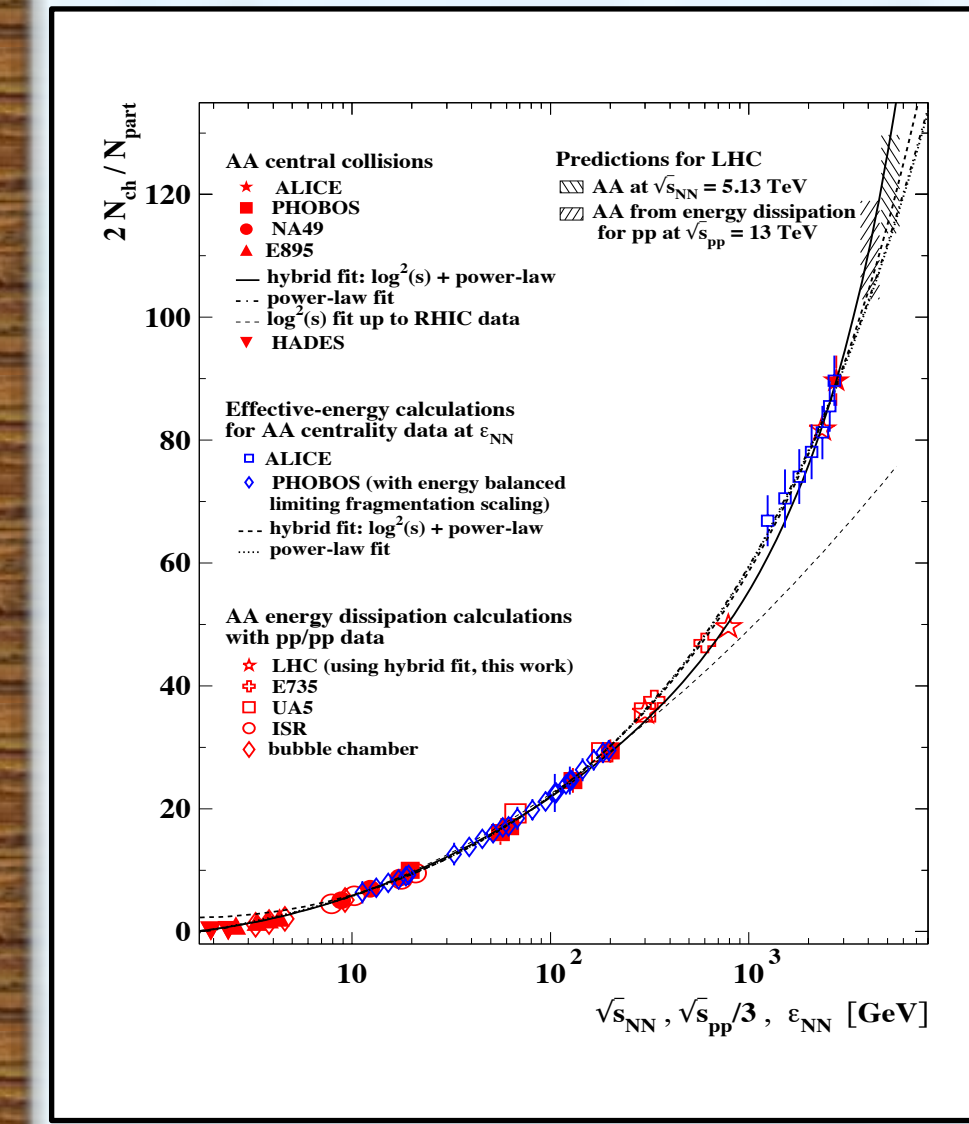 2 N_ch / N_part
120
100
80
60
40
20
0
AA central collisions
ALICE
PHOBOS
NA49
E895
hybrid fit: log²(s) + power-law
power-law fit
log²(s) fit up to RHIC data
HADES
Predictions for LHC
AA at √s_NN = 5.13 TeV
AA from energy dissipation
for pp at √s_pp = 13 TeV
Effective-energy calculations
for AA centrality data at ε_NN
ALICE
PHOBOS (with energy balanced
limiting fragmentation scaling)
hybrid fit: log²(s) + power-law
power-law fit
AA energy dissipation calculations
with pp/pp data
LHC (using hybrid fit, this work)
E735
UA5
ISR
bubble chamber
10 10² 10³
√s_NN , √s_pp/3 , ε_NN [GeV]